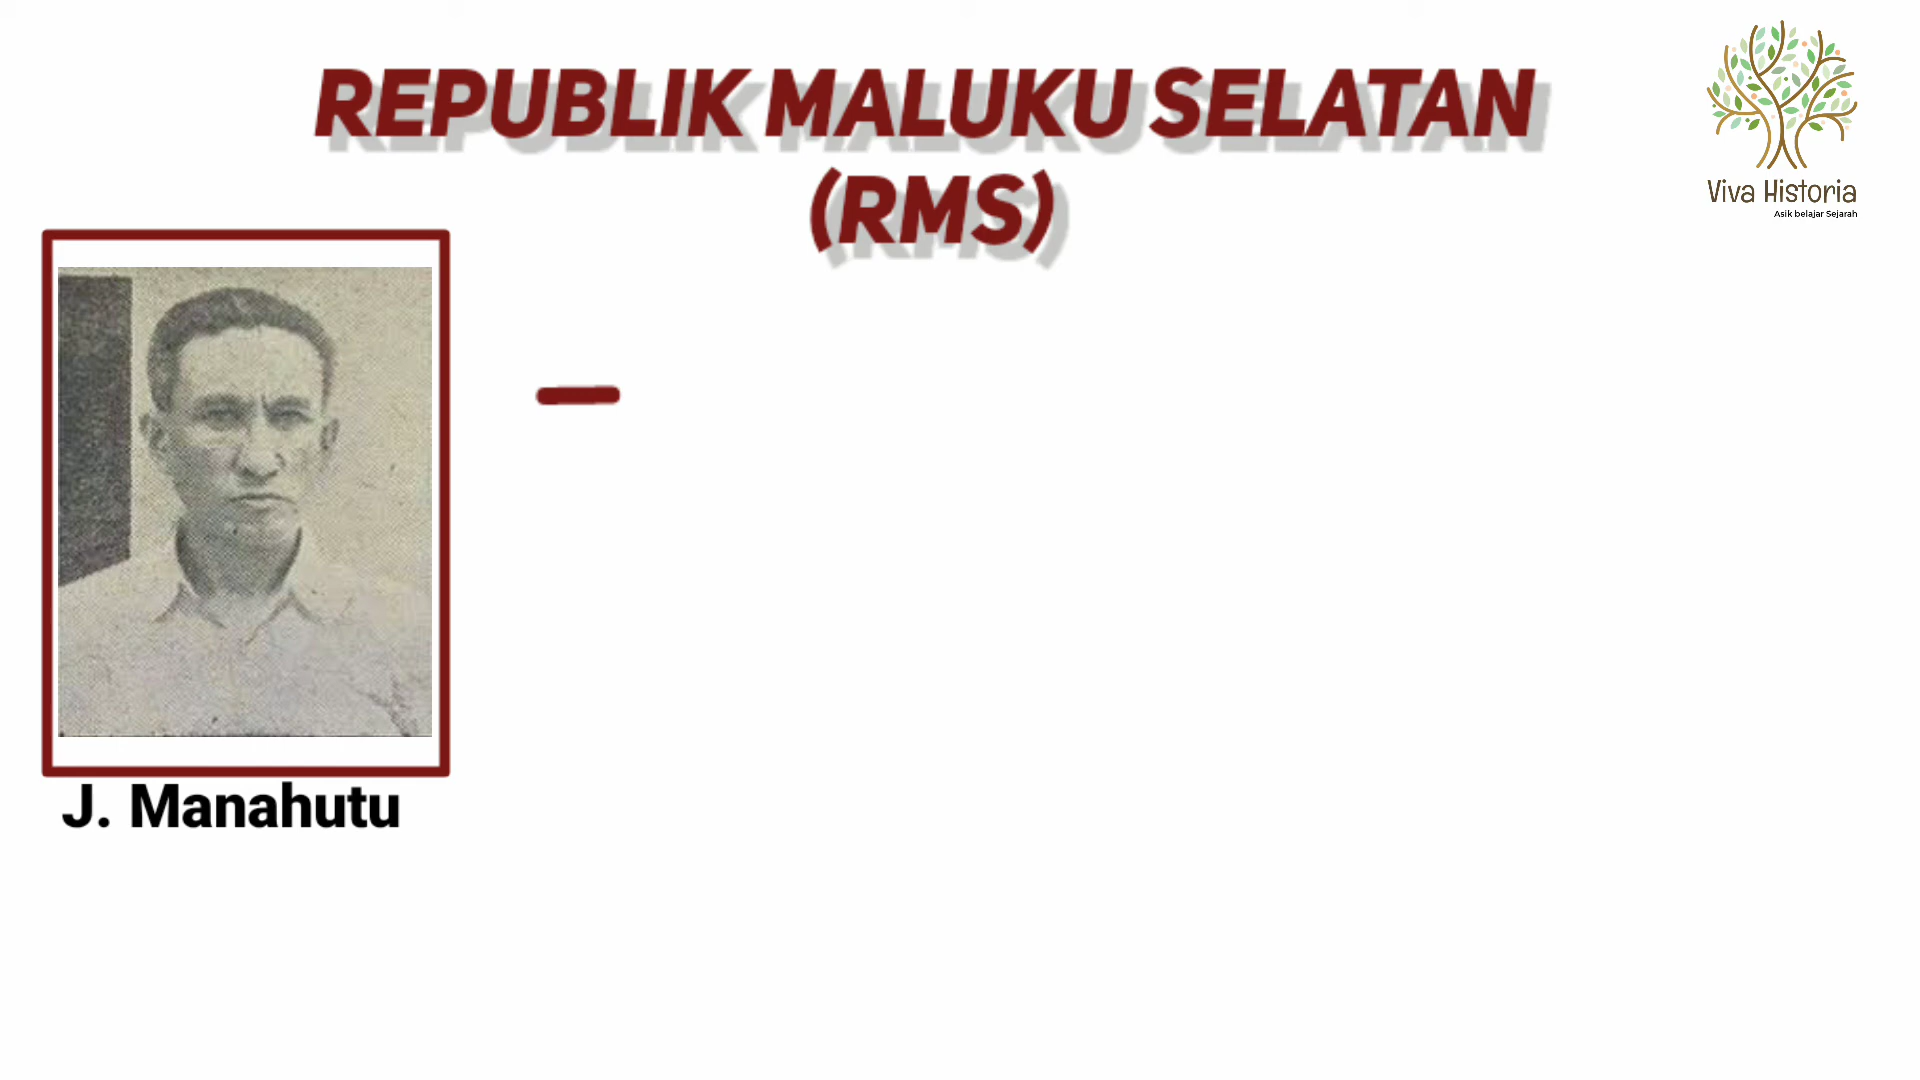 REPUBLIK MALUKU SELATAN
(RMS)
Viva Historia
Asik belajar Sejarah
J. Manahutu